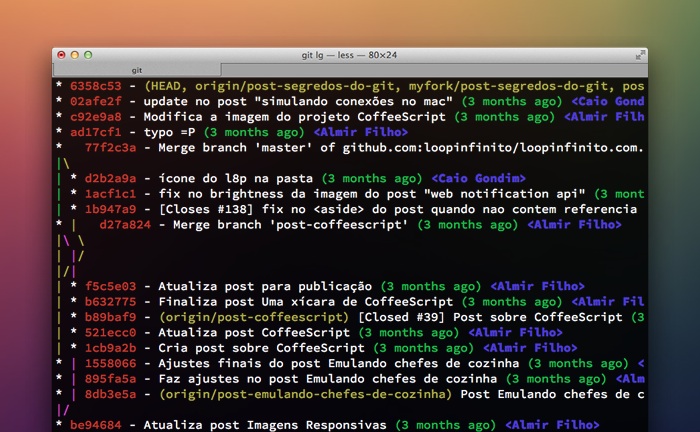 git lg — less — 80×24
git
* 6358c53 - (HEAD, origin/post-segredos-do-git, myfork/post-segredos-do-git, pos
* 02afe2f - update no post "simulando conexões no mac" (3 months ago) <Caio Gond
* c92e9a8 - Modifica a imagem do projeto CoffeeScript (3 months ago) <Almir Filh
* ad17cf1 - typo =P (3 months ago) <Almir Filho>
* 77f2c3a - Merge branch 'master' of github.com:loopinfinito/loopinfinito.com.
|\
| * d2b2a9a - ícone do l8p na pasta (3 months ago) <Caio Gondim>
| * 1acf1c1 - fix no brightness da imagem do post "web notification api" (3 mont
| * 1b947a9 - [Closes #138] fix no <aside> do post quando nao contem referencia
* | d27a824 - Merge branch 'post-coffeescript' (3 months ago) <Almir Filho>
|\ \
| |/
|/|
| * f5c5e03 - Atualiza post para publicação (3 months ago) <Almir Filho>
| * b632775 - Finaliza post Uma xícara de CoffeeScript (3 months ago) <Almir Fil
| * b89baf9 - (origin/post-coffeescript) [Closed #39] Post sobre CoffeeScript (3
| * 521ecc0 - Atualiza post CoffeeScript (3 months ago) <Almir Filho>
| * 1cb9a2b - Cria post sobre CoffeeScript (3 months ago) <Almir Filho>
* | 1558066 - Ajustes finais do post Emulando chefes de cozinha (3 months ago) <
* | 895fa5a - Faz ajustes no post Emulando chefes de cozinha (3 months ago) <Alm
* | 8db3e5a - (origin/post-emulando-chefes-de-cozinha) Post Emulando chefes de c
|/
* be94684 - Atualiza post Imagens Responsivas (3 months ago) <Almir Filho>